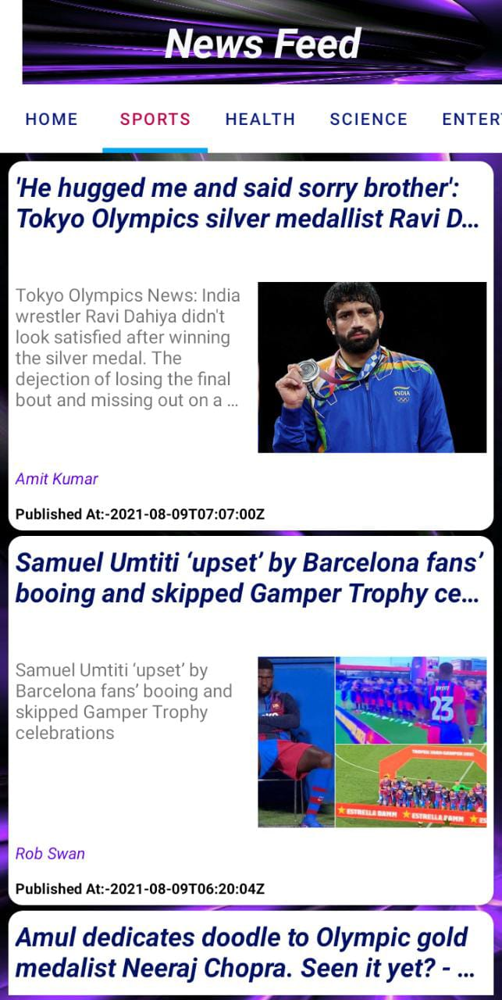 News Feed
HOME SPORTS HEALTH SCIENCE ENTER
'He hugged me and said sorry brother':
Tokyo Olympics silver medallist Ravi D...
Tokyo Olympics News: India
wrestler Ravi Dahiya didn't
look satisfied after winning
the silver medal. The
dejection of losing the final
bout and missing out on a ...
INDIA
Amit Kumar
Published At:-2021-08-09T07:07:00Z
Samuel Umtiti ‘upset’ by Barcelona fans’
booing and skipped Gamper Trophy ce...
Samuel Umtiti ‘upset’ by
Barcelona fans’ booing and
skipped Gamper Trophy
celebrations
23
ESTRELLA DAMM ESTRELLA DAMM
Rob Swan
Published At:-2021-08-09T06:20:04Z
Amul dedicates doodle to Olympic gold
medalist Neeraj Chopra. Seen it yet? - ...